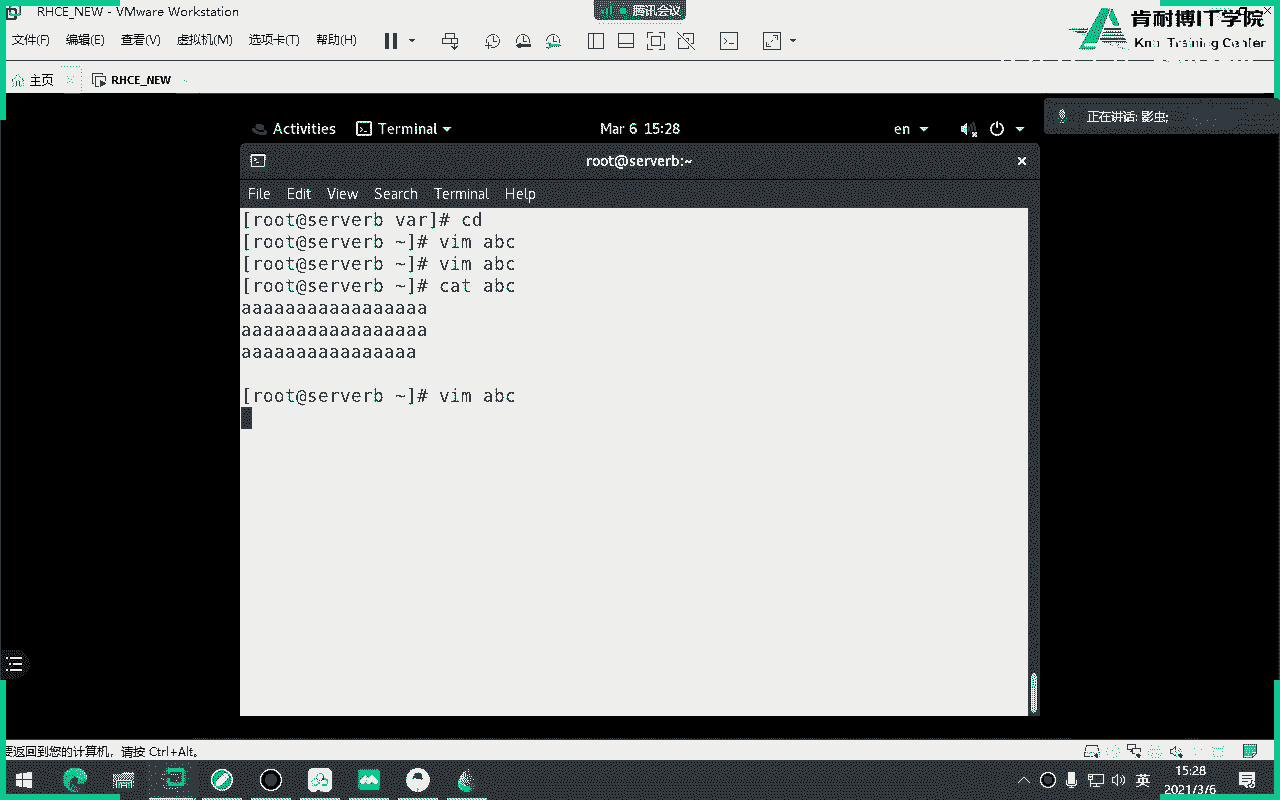 RHCE_NEW - VMware Workstation
腾讯会议
肯耐博IT学院
Training Center
文件(F) 编辑(E) 查看(V) 虚拟机(M) 选项卡(T) 帮助(H)
主页 RHCE_NEW
正在讲话: 影虫;
Activities Terminal Mar 6 15:28 en
root@serverb:~
File Edit View Search Terminal Help
[root@serverb var]# cd
[root@serverb ~]# vim abc
[root@serverb ~]# vim abc
[root@serverb ~]# cat abc
aaaaaaaaaaaaaaaaa
aaaaaaaaaaaaaaaaa
aaaaaaaaaaaaaaaa
[root@serverb ~]# vim abc
要返回到您的计算机，请按 Ctrl+Alt。
英
15:28
2021/3/6